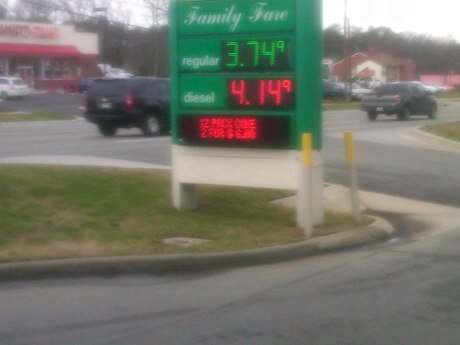 Family Fare
regular 3.74⁹
diesel 4.14⁹
12 PACK COKE
2 FOR $